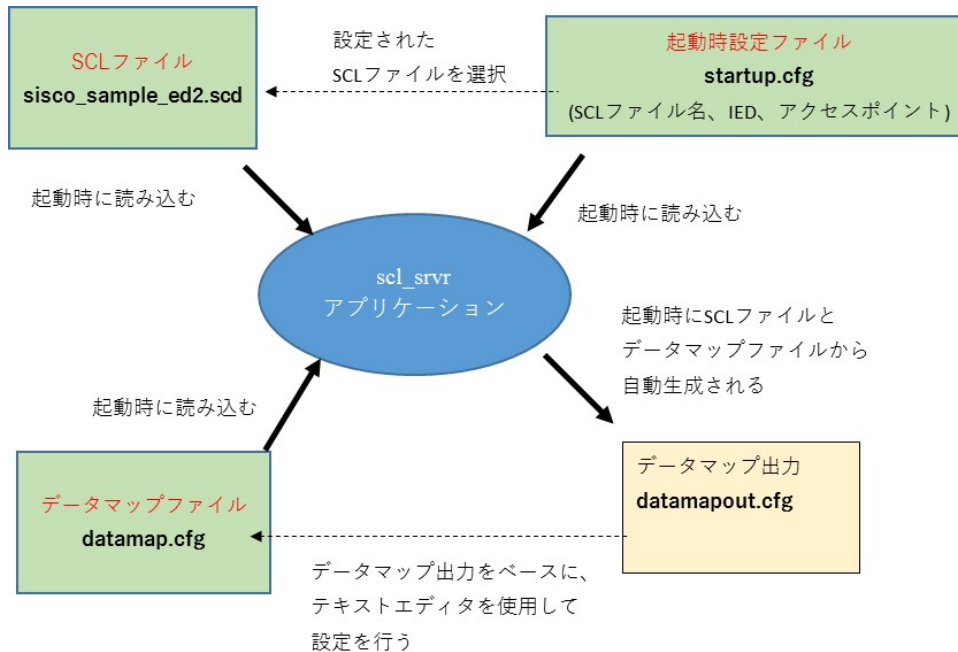 SCLファイル
sisco_sample_ed2.scd
設定された
SCLファイルを選択
起動時設定ファイル
startup.cfg
(SCLファイル名、IED、アクセスポイント)
起動時に読み込む
起動時に読み込む
scl_srvr
アプリケーション
起動時にSCLファイルと
データマップファイルから
自動生成される
起動時に読み込む
データマップファイル
datamap.cfg
データマップ出力
datamapout.cfg
データマップ出力をベースに、
テキストエディタを使用して
設定を行う